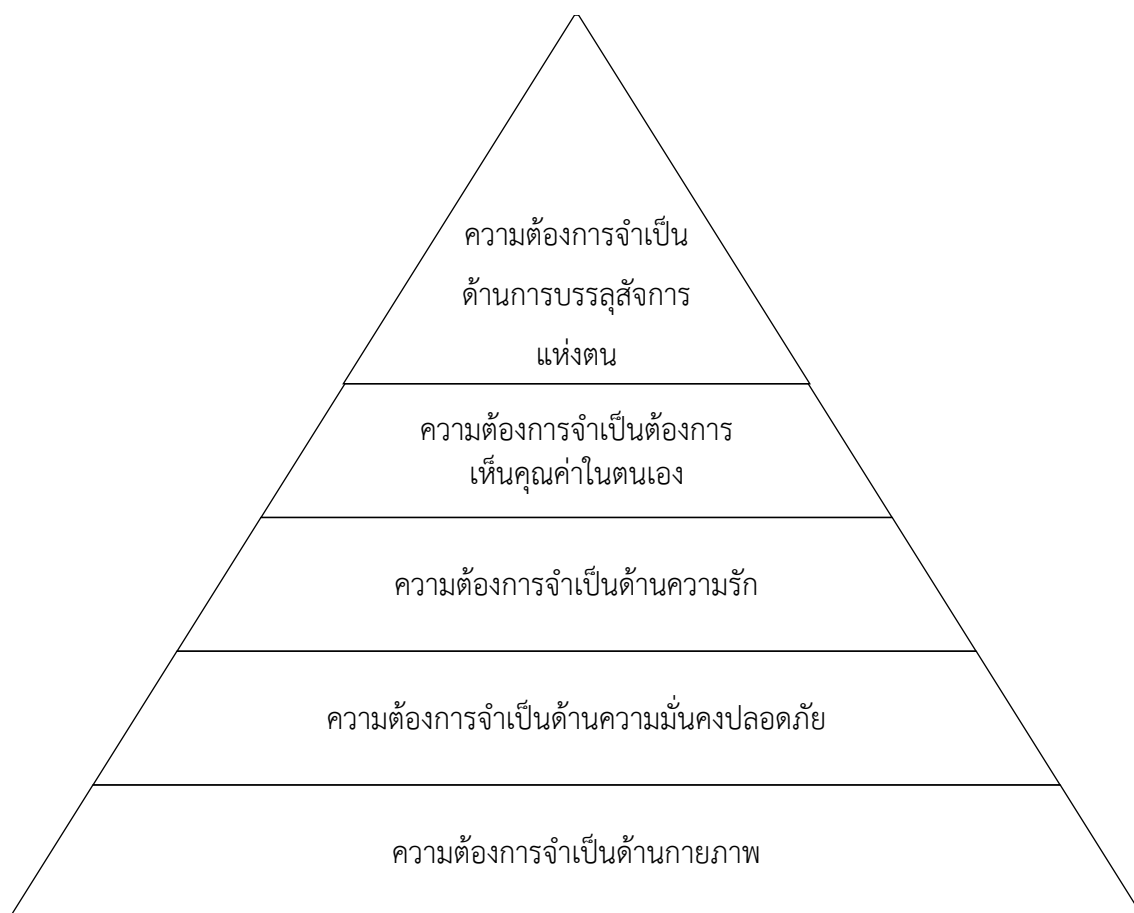 ความต้องการจำเป็น
ด้านการบรรลุสัจการ
แห่งตน
ความต้องการจำเป็นต้องการ
เห็นคุณค่าในตนเอง
ความต้องการจำเป็นด้านความรัก
ความต้องการจำเป็นด้านความมั่นคงปลอดภัย
ความต้องการจำเป็นด้านกายภาพ